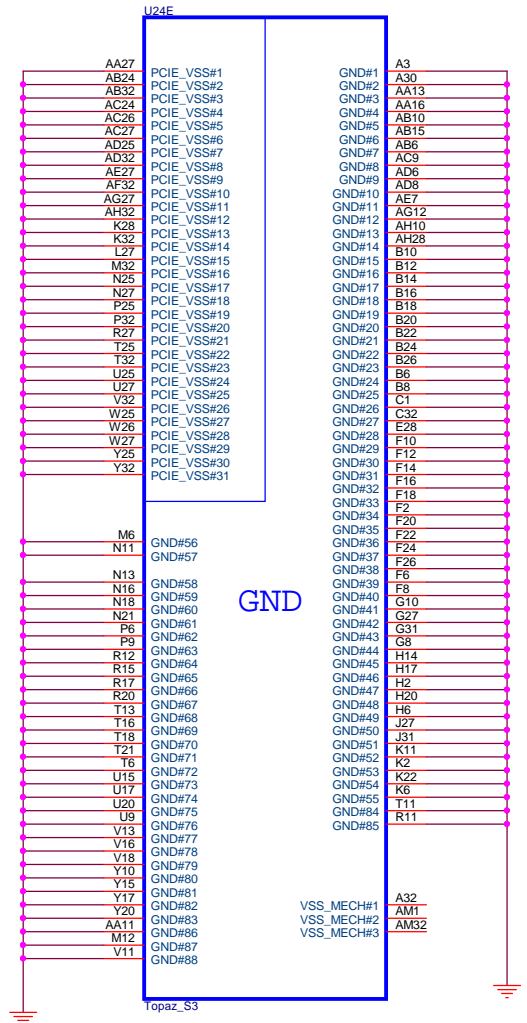 U24E
AA27 PCIE_VSS#1
AB24 PCIE_VSS#2
AB32 PCIE_VSS#3
AC24 PCIE_VSS#4
AC26 PCIE_VSS#5
AC27 PCIE_VSS#6
AD25 PCIE_VSS#7
AD32 PCIE_VSS#8
AE27 PCIE_VSS#9
AF32 PCIE_VSS#10
AG27 PCIE_VSS#11
AH32 PCIE_VSS#12
K28 PCIE_VSS#13
K32 PCIE_VSS#14
L27 PCIE_VSS#15
M32 PCIE_VSS#16
N25 PCIE_VSS#17
N27 PCIE_VSS#18
P25 PCIE_VSS#19
P32 PCIE_VSS#20
R27 PCIE_VSS#21
T25 PCIE_VSS#22
T32 PCIE_VSS#23
U25 PCIE_VSS#24
U27 PCIE_VSS#25
V32 PCIE_VSS#26
W25 PCIE_VSS#27
W26 PCIE_VSS#28
W27 PCIE_VSS#29
Y25 PCIE_VSS#30
Y32 PCIE_VSS#31
M6 GND#56
N11 GND#57
N13 GND#58
N16 GND#59
N18 GND#60
N21 GND#61
P6 GND#62
P9 GND#63
R12 GND#64
R15 GND#65
R17 GND#66
R20 GND#67
T13 GND#68
T16 GND#69
T18 GND#70
T21 GND#71
T6 GND#72
U15 GND#73
U17 GND#74
U20 GND#75
U9 GND#76
V13 GND#77
V16 GND#78
V18 GND#79
Y10 GND#80
Y15 GND#81
Y17 GND#82
Y20 GND#83
AA11 GND#86
M12 GND#87
V11 GND#88
GND
GND#1 A3
GND#2 A30
GND#3 AA13
GND#4 AA16
GND#5 AB10
GND#6 AB15
GND#7 AB6
GND#8 AC9
GND#9 AD6
GND#10 AD8
GND#11 AE7
GND#12 AG12
GND#13 AH10
GND#14 AH28
GND#15 B10
GND#16 B12
GND#17 B14
GND#18 B16
GND#19 B18
GND#20 B20
GND#21 B22
GND#22 B24
GND#23 B26
GND#24 B6
GND#25 B8
GND#26 C1
GND#27 C32
GND#28 E28
GND#29 F10
GND#30 F12
GND#31 F14
GND#32 F16
GND#33 F18
GND#34 F2
GND#35 F20
GND#36 F22
GND#37 F24
GND#38 F26
GND#39 F6
GND#40 F8
GND#41 G10
GND#42 G27
GND#43 G31
GND#44 G8
GND#45 H14
GND#46 H17
GND#47 H2
GND#48 H20
GND#49 H6
GND#50 J27
GND#51 J31
GND#52 K11
GND#53 K2
GND#54 K22
GND#55 K6
GND#84 T11
GND#85 R11
VSS_MECH#1 A32
VSS_MECH#2 AM1
VSS_MECH#3 AM32
Topaz_S3